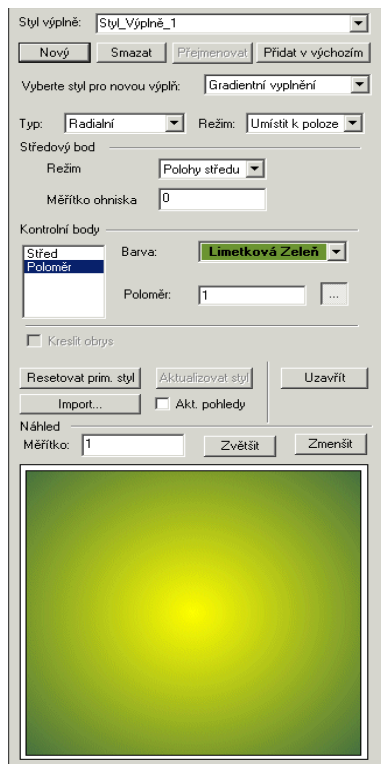 Styl výplně: Styl_Výplně_1
Nový Smazat Přejmenovat Přidat v výchozím
Vyberte styl pro novou výplň: Gradientní vyplnění
Typ: Radialní Režim: Umístit k poloze
Středový bod
Režim Polohy středu
Měřítko ohniska 0
Kontrolní body
Střed
Poloměr
Barva: Limetková Zeleň
Poloměr: 1 ...
Kreslit obrys
Resetovat prim. styl Aktualizovat styl Uzavřít
Import... Akt. pohledy
Náhled
Měřítko: 1 Zvětšit Zmenšit